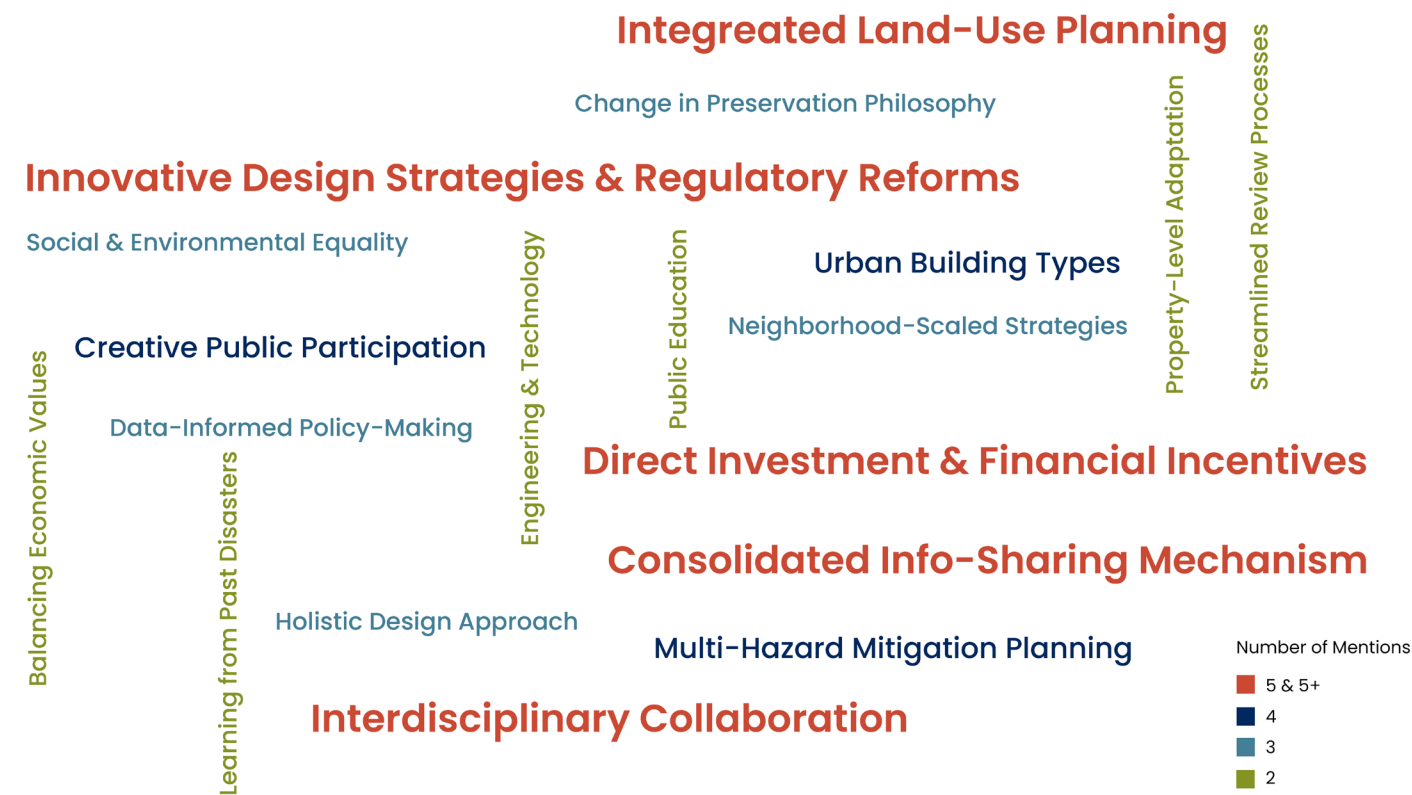 Integreated Land-Use Planning
Change in Preservation Philosophy
Property-Level Adaptation
Streamlined Review Processes
Innovative Design Strategies & Regulatory Reforms
Social & Environmental Equality
Engineering & Technology
Public Education
Urban Building Types
Neighborhood-Scaled Strategies
Creative Public Participation
Balancing Economic Values
Data-Informed Policy-Making
Learning from Past Disasters
Direct Investment & Financial Incentives
Consolidated Info-Sharing Mechanism
Holistic Design Approach
Multi-Hazard Mitigation Planning
Interdisciplinary Collaboration
Number of Mentions
5 & 5+
4
3
2